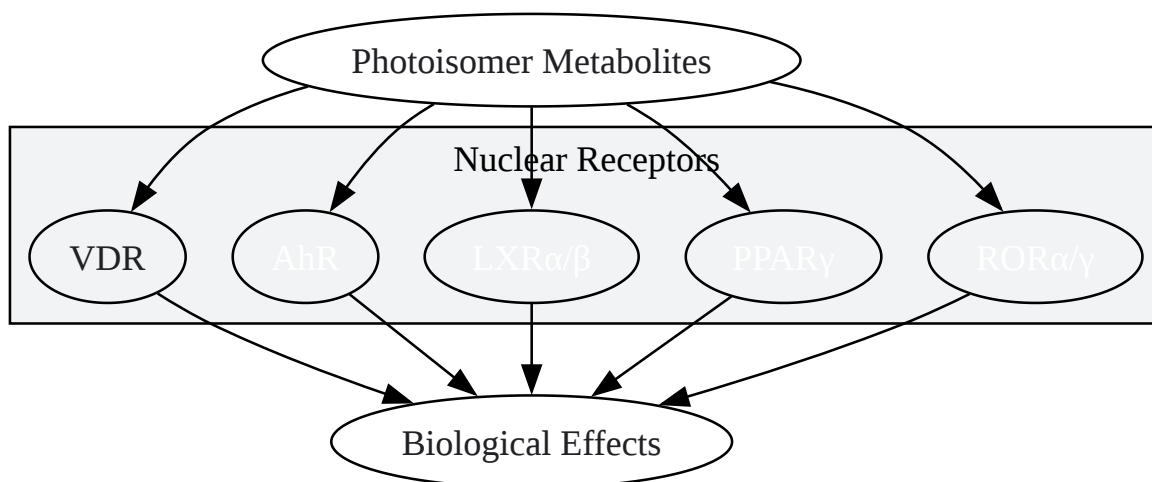 Photoisomer Metabolites
Nuclear Receptors
VDR
AhR
LXRα/β
PPARγ
RORα/γ
Biological Effects